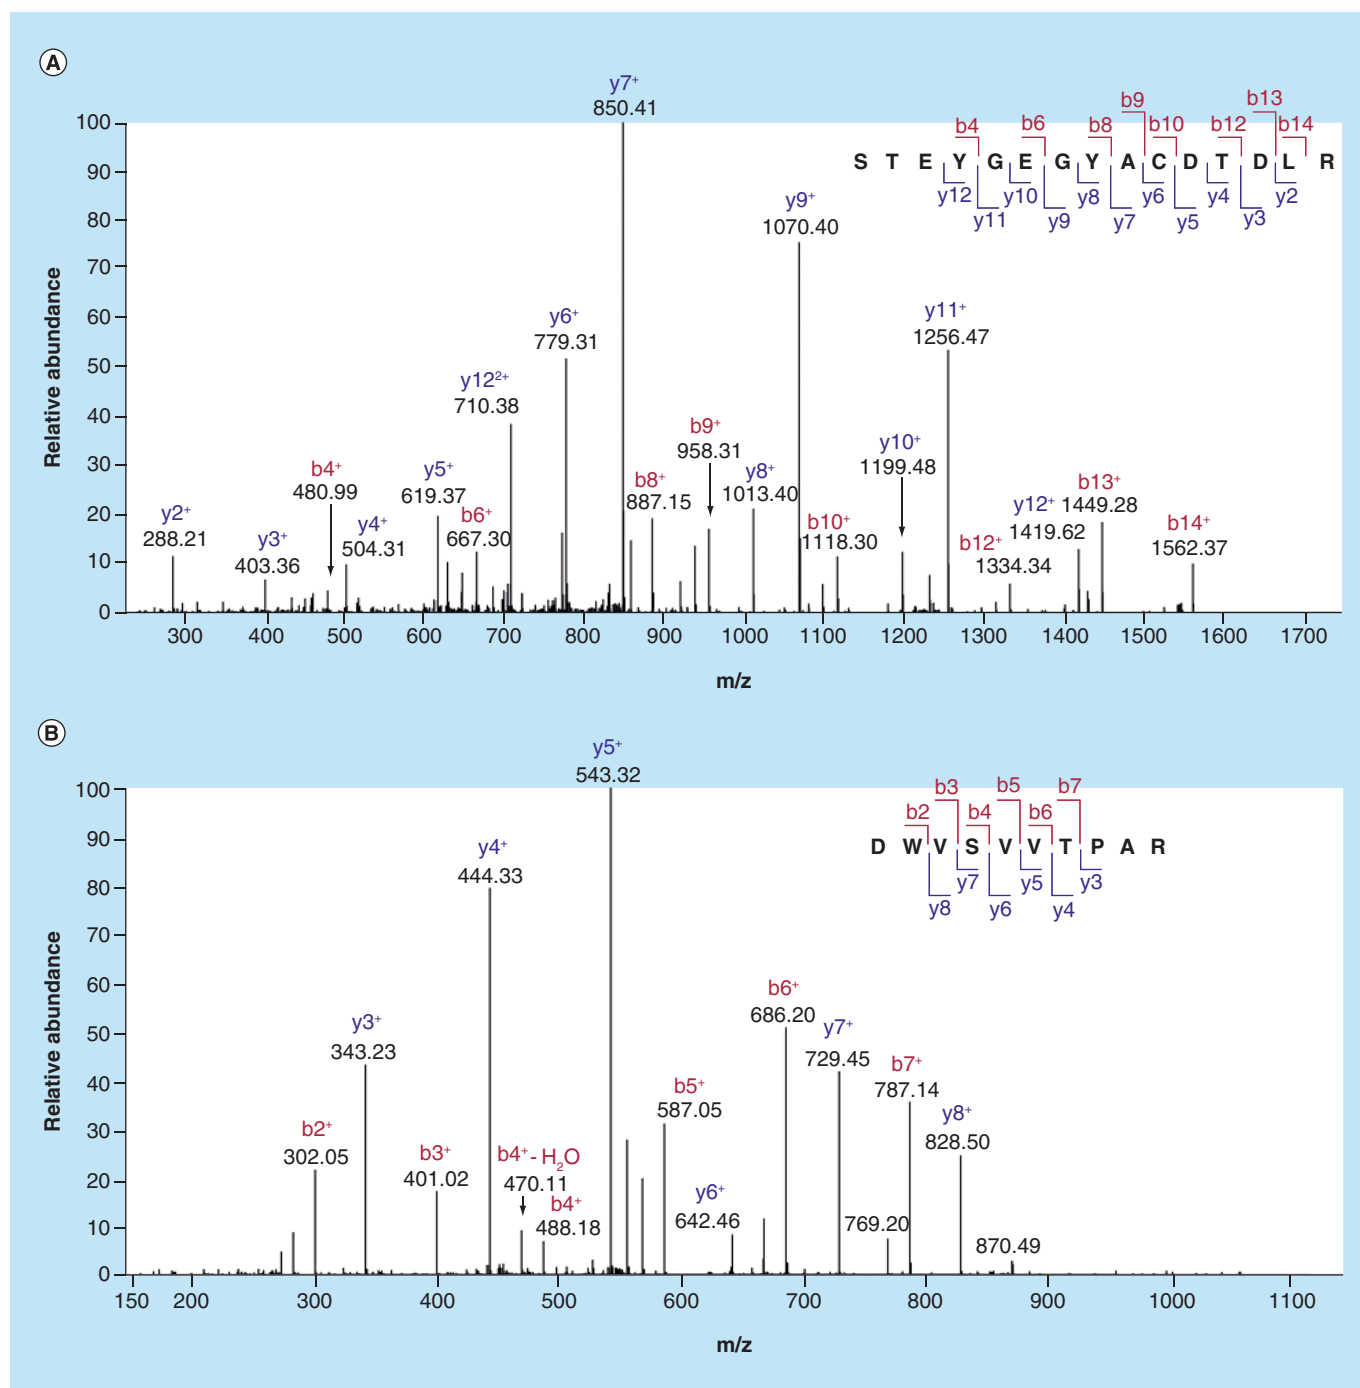 A
y7+
850.41
b9 b13
b4 b6 b8 b10 b12 b14
S T E Y G E G Y A C D T D L R
y12 y10 y8 y6 y4 y2
y11 y9 y7 y5 y3
y9+
1070.40
y11+
1256.47
y6+
779.31
y12²⁺
710.38
b9+
958.31
y10+
1199.48
b4+
480.99
y5+
619.37
b8+
887.15
y8+
1013.40
b13+
1449.28
y12+
1419.62
y2+
288.21
y3+
403.36
y4+
504.31
b6+
667.30
b10+
1118.30
b12+
1334.34
b14+
1562.37
Relative abundance
100
90
80
70
60
50
40
30
20
10
0
300 400 500 600 700 800 900 1000 1100 1200 1300 1400 1500 1600 1700
m/z
B
y5+
543.32
b3 b5 b7
b2 b4 b6
D W V S V V T P A R
y7 y5 y3
y8 y6 y4
y4+
444.33
b6+
686.20
y3+
343.23
y7+
729.45
b7+
787.14
b5+
587.05
y8+
828.50
b2+
302.05
b3+
401.02
b4+- H₂O
470.11
b4+
488.18
y6+
642.46
769.20
870.49
Relative abundance
100
90
80
70
60
50
40
30
20
10
0
150 200 300 400 500 600 700 800 900 1000 1100
m/z